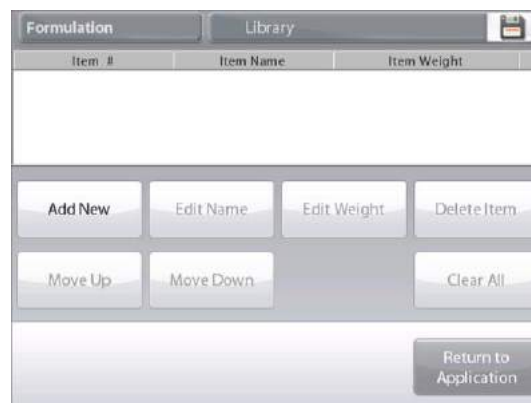 Formulation Library
Item # Item Name Item Weight
Add New Edit Name Edit Weight Delete Item
Move Up Move Down Clear All
Return to
Application